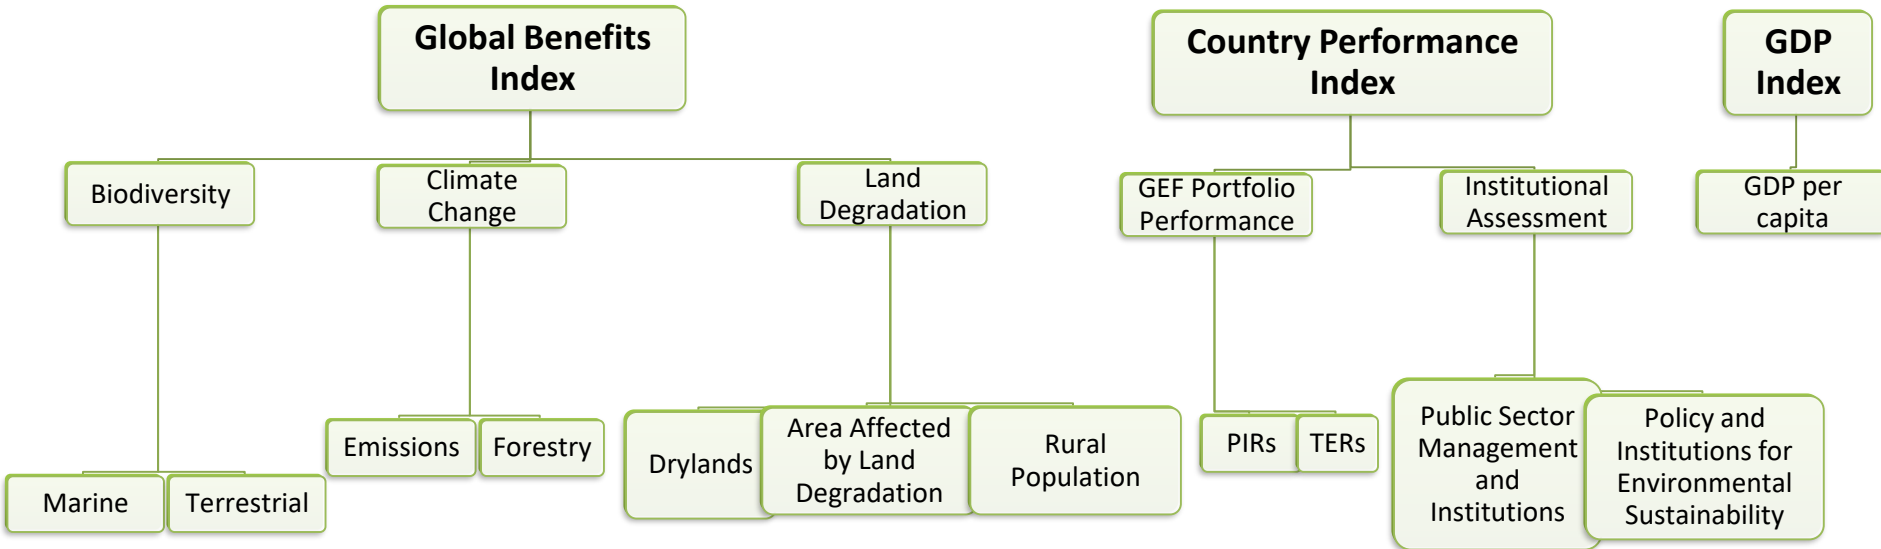 Global Benefits
Index
Country Performance
Index
GDP
Index
Biodiversity
Climate
Change
Land
Degradation
GEF Portfolio
Performance
Institutional
Assessment
GDP per
capita
Marine
Terrestrial
Emissions
Forestry
Drylands
Area Affected
by Land
Degradation
Rural
Population
PIRs
TERs
Public Sector
Management
and
Institutions
Policy and
Institutions for
Environmental
Sustainability